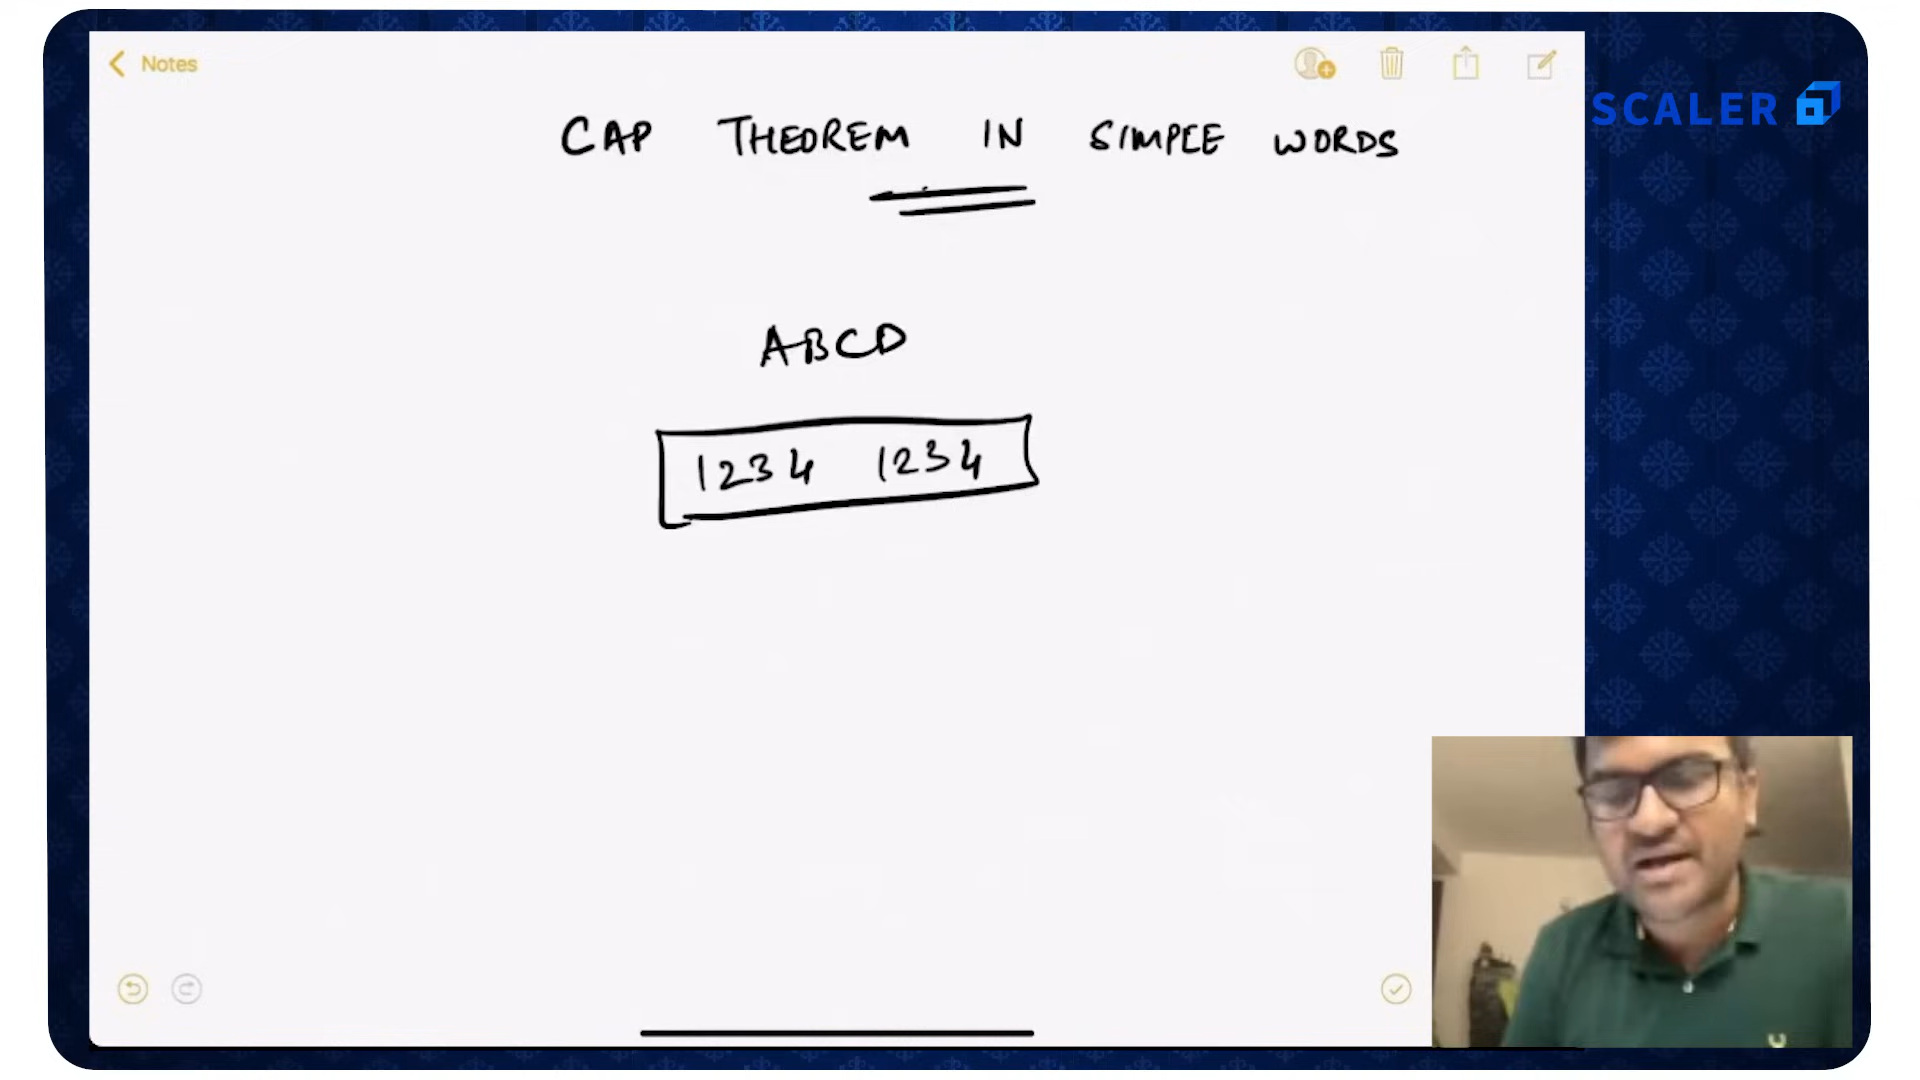 Notes
SCALER
CAP THEOREM IN SIMPLE WORDS
ABCD
1234 1234